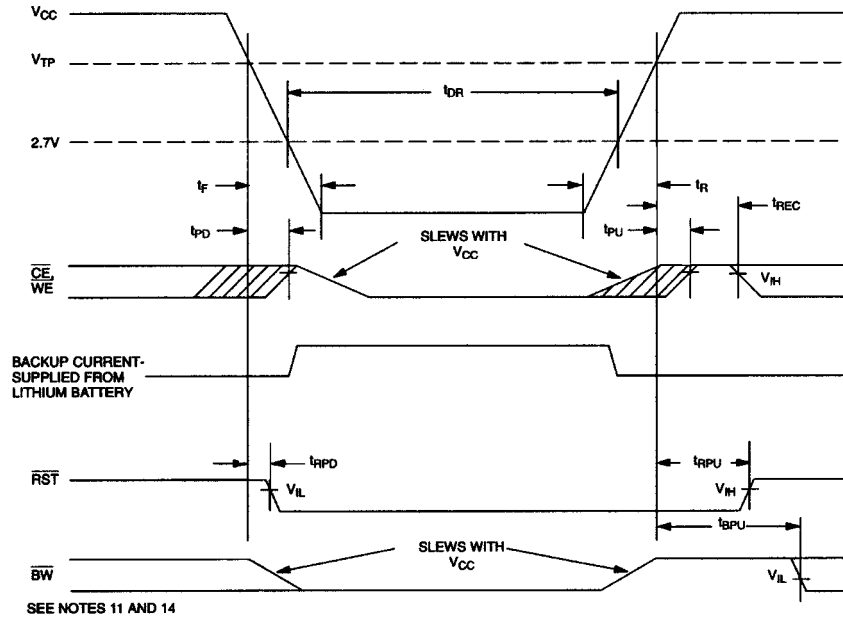 VCC
VTP
tDR
2.7V
tF
tR
tREC
tPD
tPU
SLEWS WITH
VCC
CE,
WE
VIH
BACKUP CURRENT-
SUPPLIED FROM
LITHIUM BATTERY
tRPD
tRPU
RST
VIL
VIH
tBPU
SLEWS WITH
VCC
BW
VIL
SEE NOTES 11 AND 14